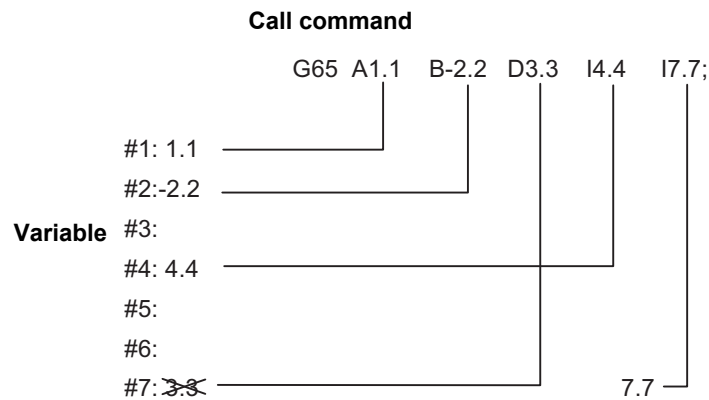 Call command
G65 A1.1 B-2.2 D3.3 I4.4 I7.7;
#1: 1.1
#2:-2.2
Variable #3:
#4: 4.4
#5:
#6:
#7: 3.3 7.7